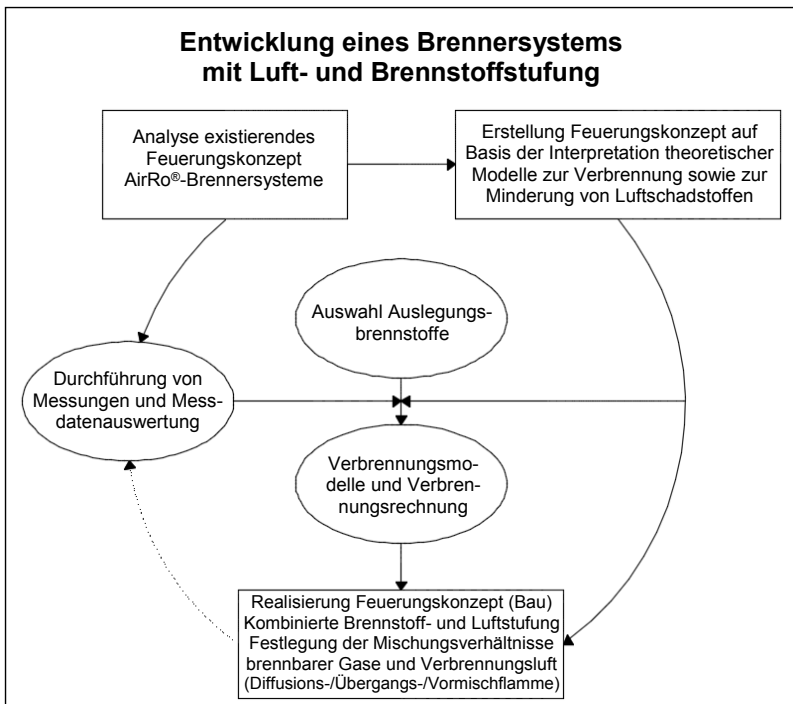 Entwicklung eines Brennersystems
mit Luft- und Brennstoffstufung
Analyse existierendes
Feuerungskonzept
AirRo®-Brennersysteme
Erstellung Feuerungskonzept auf
Basis der Interpretation theoretischer
Modelle zur Verbrennung sowie zur
Minderung von Luftschadstoffen
Auswahl Auslegungs-
brennstoffe
Durchführung von
Messungen und Mess-
datenauswertung
Verbrennungsmo-
delle und Verbren-
nungsrechnung
Realisierung Feuerungskonzept (Bau)
Kombinierte Brennstoff- und Luftstufung
Festlegung der Mischungsverhältnisse
brennbarer Gase und Verbrennungsluft
(Diffusions-/Übergangs-/Vormischflamme)